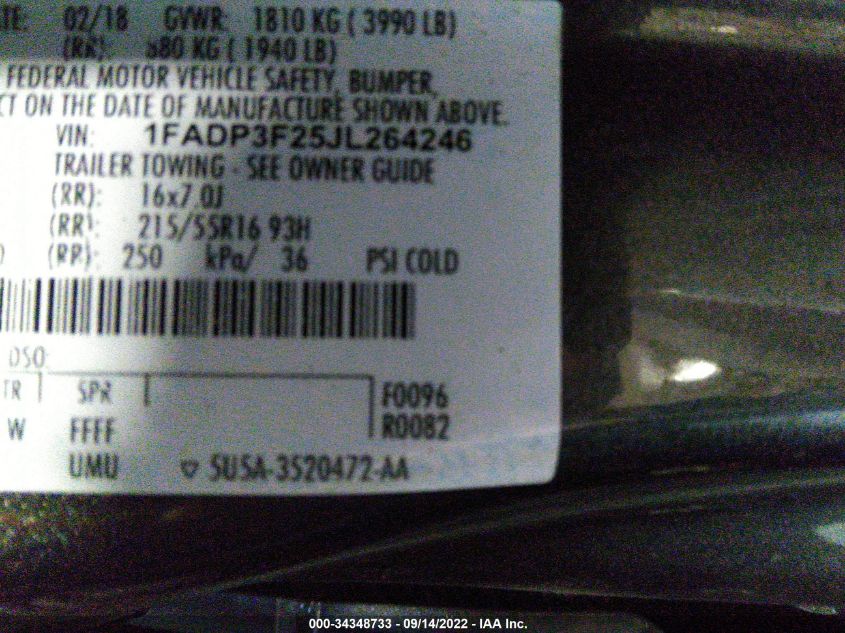 TE: 02/18 GVWR: 1810 KG ( 3990 LB)
(RR): 880 KG ( 1940 LB)
FEDERAL MOTOR VEHICLE SAFETY, BUMPER,
CT ON THE DATE OF MANUFACTURE SHOWN ABOVE.
VIN: 1FADP3F25JL264246
TRAILER TOWING - SEE OWNER GUIDE
(RR): 16x7.0J
(RR): 215/55R16 93H
(RR): 250 kPa/ 36 PSI COLD
DSO:
TR SPR F0096
W FFFF R0082
UMU 5U5A-3520472-AA
000-34348733 - 09/14/2022 - IAA Inc.